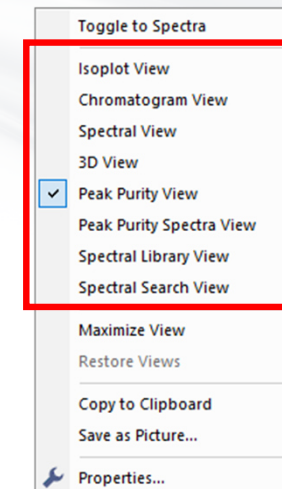 Toggle to Spectra
Isoplot View
Chromatogram View
Spectral View
3D View
Peak Purity View
Peak Purity Spectra View
Spectral Library View
Spectral Search View
Maximize View
Restore Views
Copy to Clipboard
Save as Picture...
Properties...